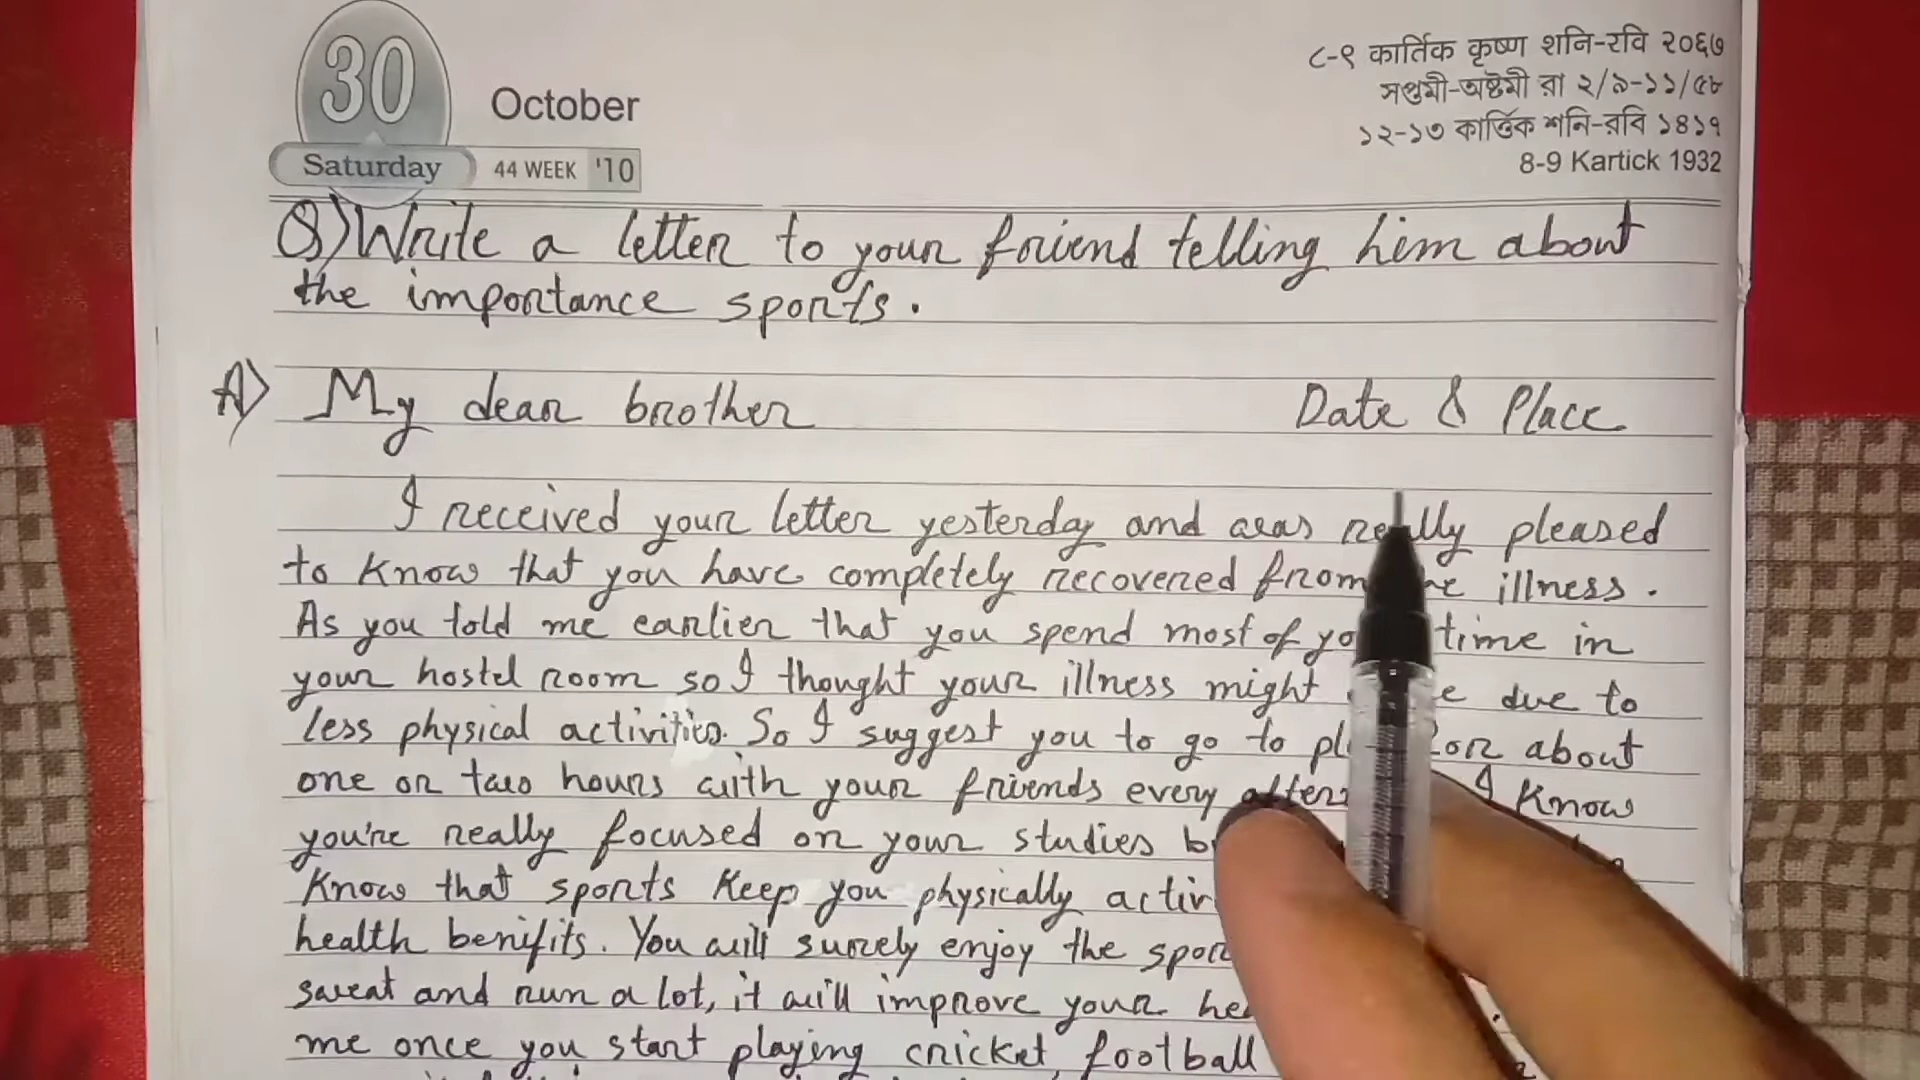 30
October
Saturday
44 WEEK '10
८-९ कार्तिक कृष्ण शनि-रवि २०६७
সপ্তমী-অষ্টমী রা ২/৯-১১/৫৮
১২-১৩ কার্ত্তিক শনি-রবি ১৪১৭
8-9 Kartick 1932
Q) Write a letter to your friend telling him about
the importance sports.
A) My dear brother
Date & Place
I received your letter yesterday and was really pleased
to know that you have completely recovered from illness.
As you told me earlier that you spend most of time in
your hostel room so I thought your illness might due to
less physical activities. So I suggest you to go to about
one or two hours with your friends every I know
you're really focused on your studies
know that sports keep you physically
health benifits. You will surely enjoy the
sweat and run a lot, it will improve your
me once you start playing cricket, football